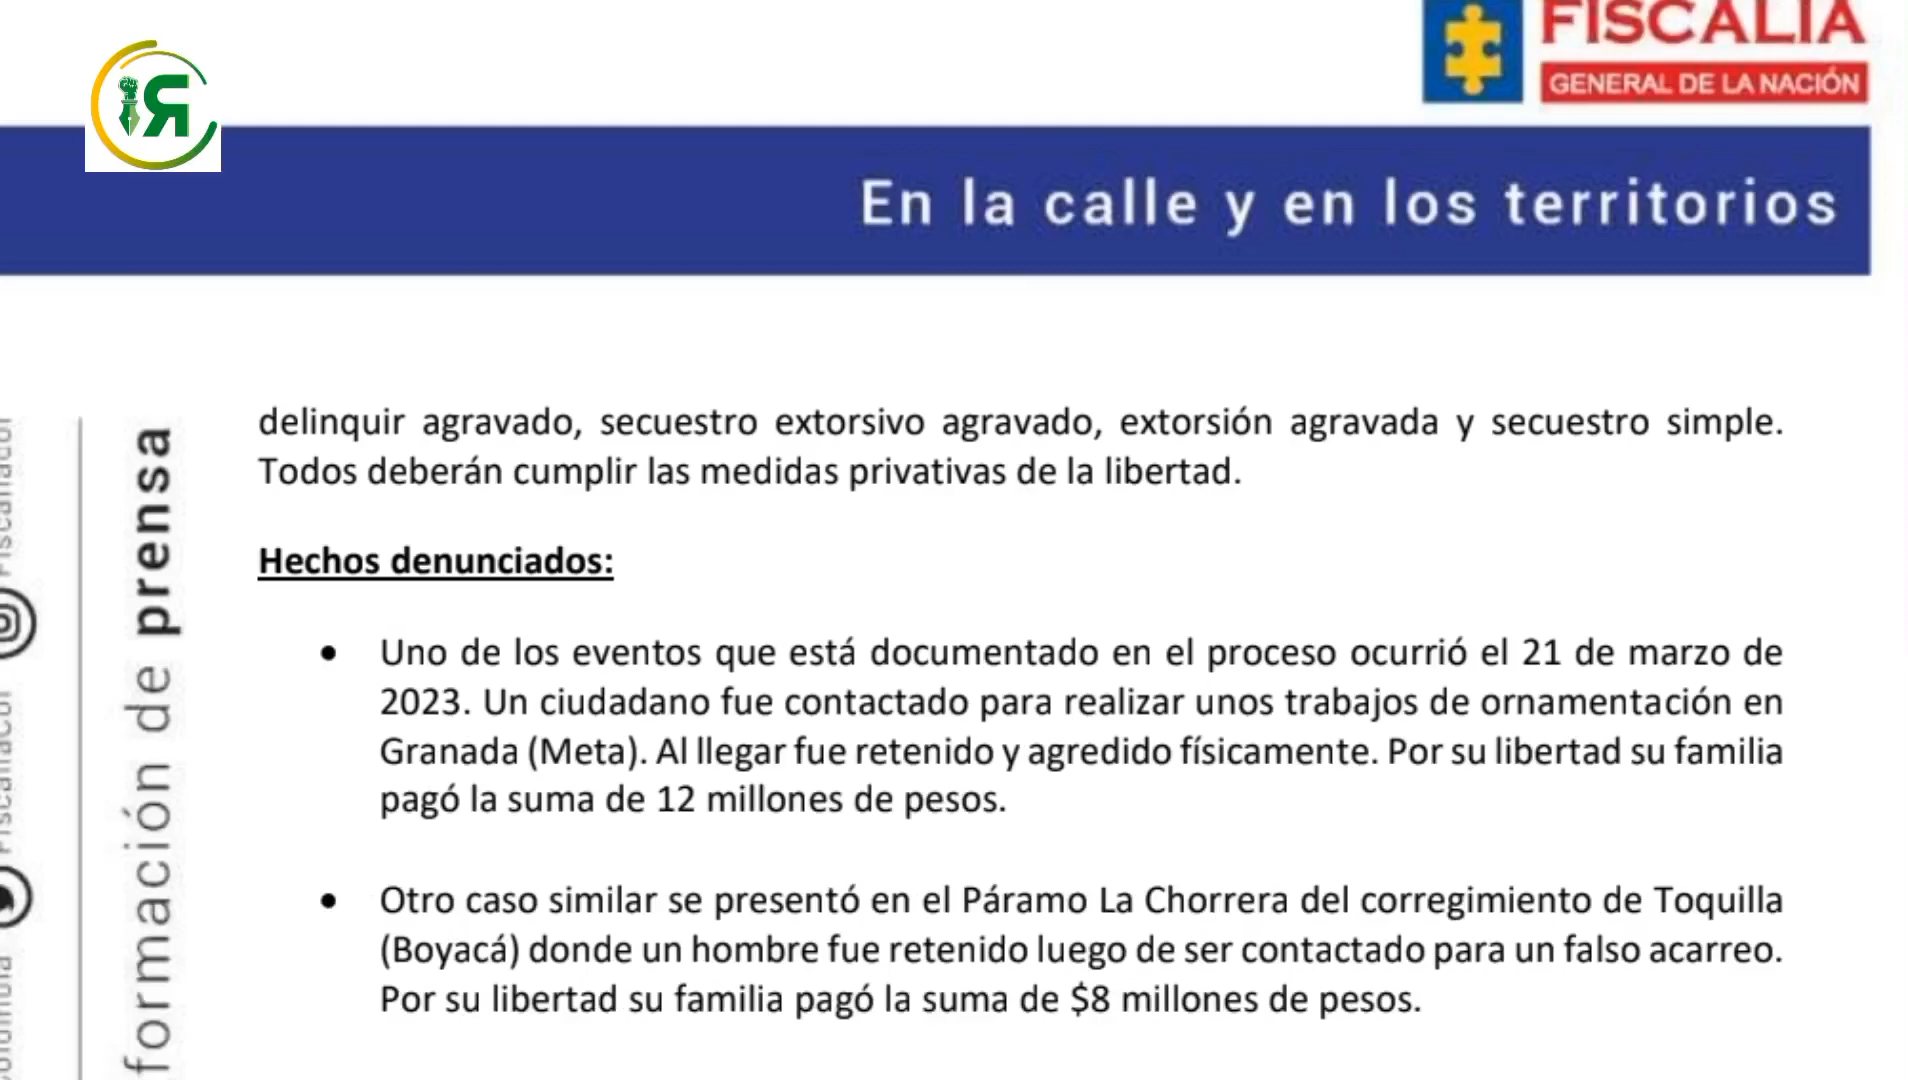 FISCALÍA
GENERAL DE LA NACIÓN
En la calle y en los territorios
delinquir agravado, secuestro extorsivo agravado, extorsión agravada y secuestro simple.
Todos deberán cumplir las medidas privativas de la libertad.
Hechos denunciados:
• Uno de los eventos que está documentado en el proceso ocurrió el 21 de marzo de
2023. Un ciudadano fue contactado para realizar unos trabajos de ornamentación en
Granada (Meta). Al llegar fue retenido y agredido físicamente. Por su libertad su familia
pagó la suma de 12 millones de pesos.
• Otro caso similar se presentó en el Páramo La Chorrera del corregimiento de Toquilla
(Boyacá) donde un hombre fue retenido luego de ser contactado para un falso acarreo.
Por su libertad su familia pagó la suma de $8 millones de pesos.
formación de prensa